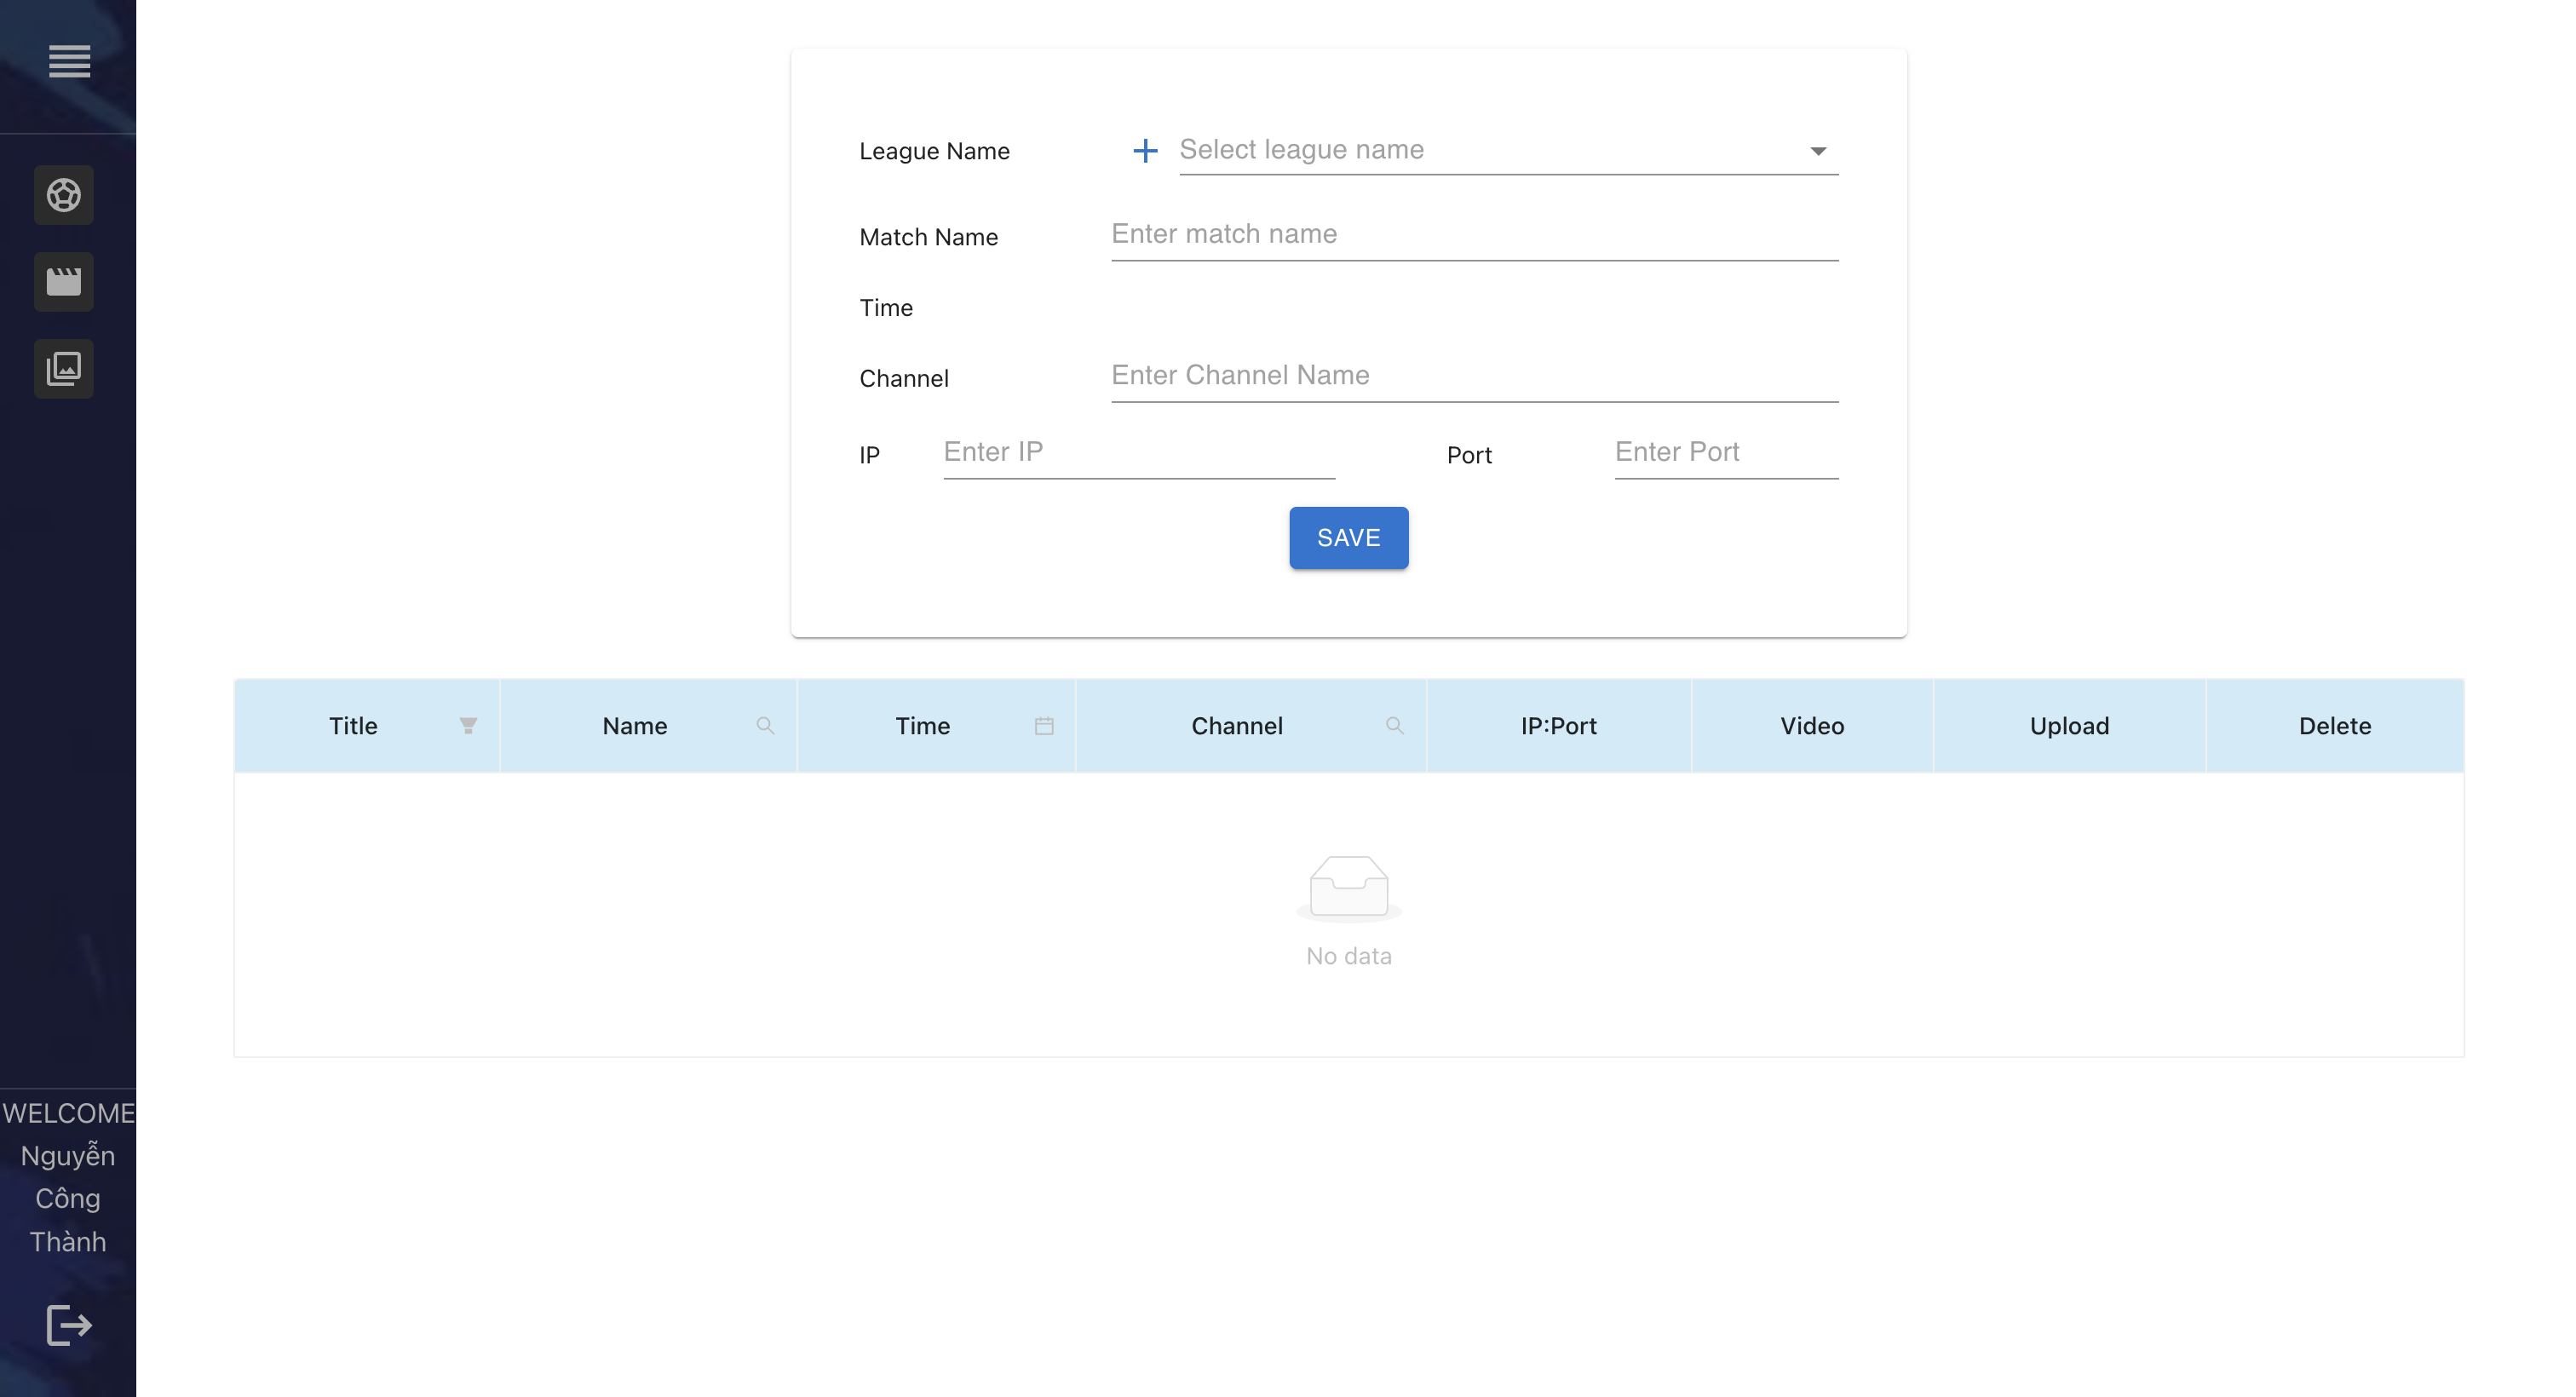 League Name
Select league name
Match Name
Enter match name
Time
Channel
Enter Channel Name
IP
Enter IP
Port
Enter Port
SAVE
Title
Name
Time
Channel
IP:Port
Video
Upload
Delete
No data
WELCOME
Nguyễn
Công
Thành